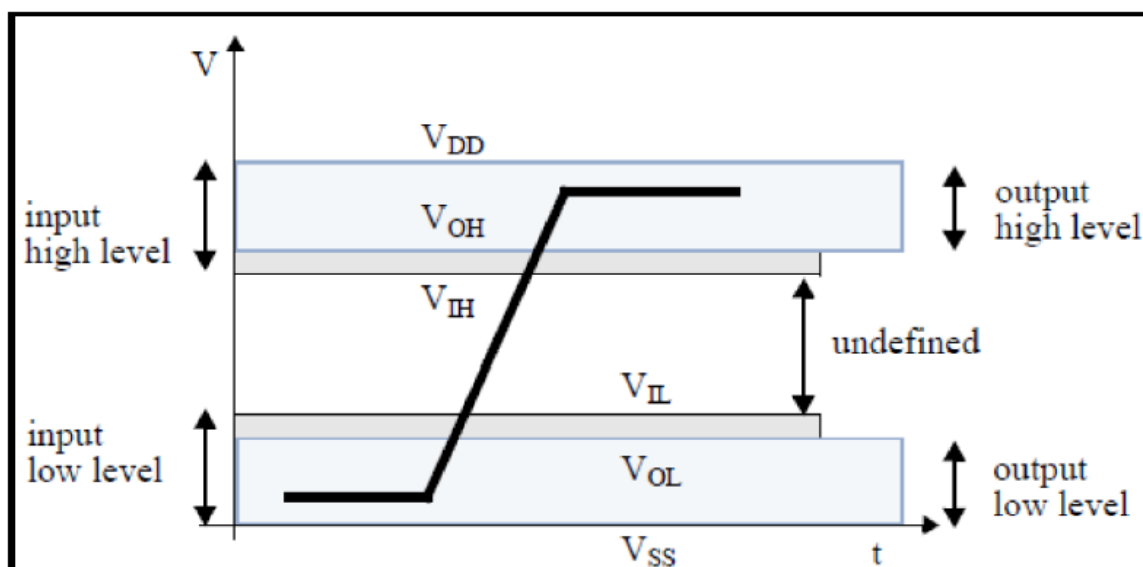 V
V_DD
input
high level
V_OH
output
high level
V_IH
undefined
V_IL
input
low level
V_OL
output
low level
V_SS
t